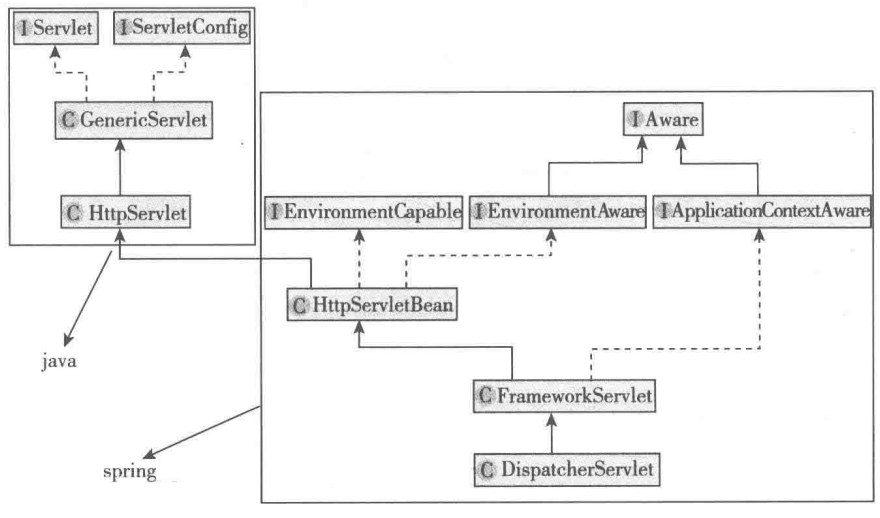 I Servlet
I ServletConfig
C GenericServlet
I Aware
C HttpServlet
I EnvironmentCapable
I EnvironmentAware
I ApplicationContextAware
C HttpServletBean
java
C FrameworkServlet
spring
C DispatcherServlet